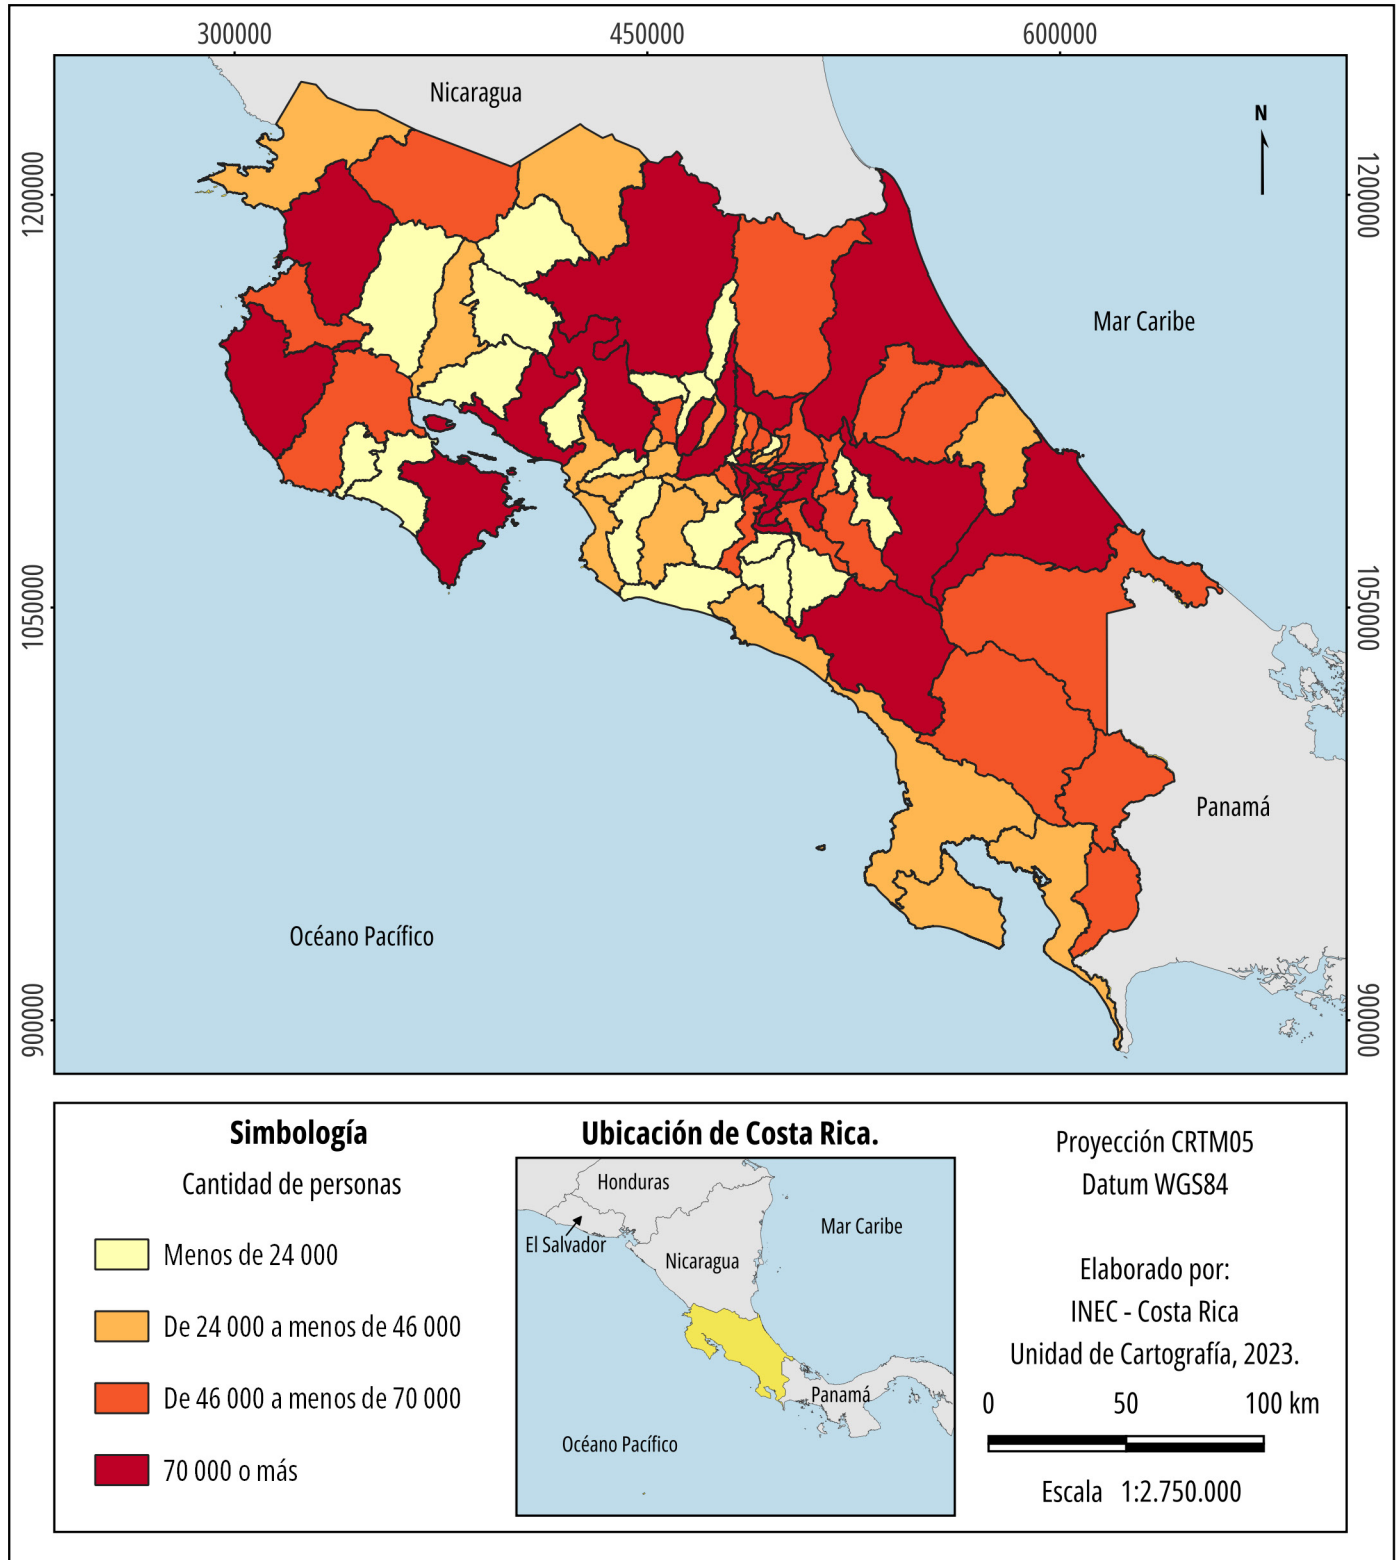 300000
450000
600000
Nicaragua
N
1200000
1200000
Mar Caribe
1050000
1050000
Panamá
Océano Pacífico
900000
900000
Simbología
Cantidad de personas
Menos de 24 000
De 24 000 a menos de 46 000
De 46 000 a menos de 70 000
70 000 o más
Ubicación de Costa Rica.
Honduras
Mar Caribe
El Salvador
Nicaragua
Panamá
Océano Pacífico
Proyección CRTM05
Datum WGS84
Elaborado por:
INEC - Costa Rica
Unidad de Cartografía, 2023.
0 50 100 km
Escala 1:2.750.000